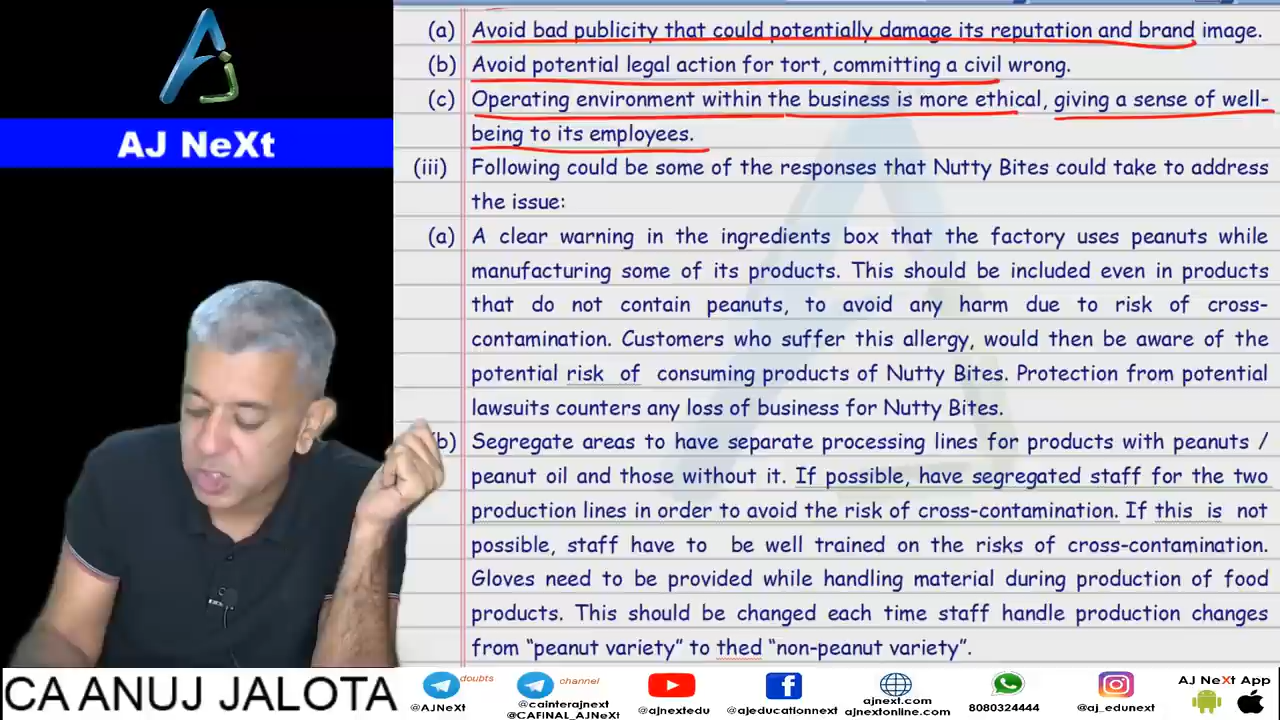 (a) Avoid bad publicity that could potentially damage its reputation and brand image.
(b) Avoid potential legal action for tort, committing a civil wrong.
(c) Operating environment within the business is more ethical, giving a sense of well-
being to its employees.
(iii) Following could be some of the responses that Nutty Bites could take to address
the issue:
(a) A clear warning in the ingredients box that the factory uses peanuts while
manufacturing some of its products. This should be included even in products
that do not contain peanuts, to avoid any harm due to risk of cross-
contamination. Customers who suffer this allergy, would then be aware of the
potential risk of consuming products of Nutty Bites. Protection from potential
lawsuits counters any loss of business for Nutty Bites.
(b) Segregate areas to have separate processing lines for products with peanuts /
peanut oil and those without it. If possible, have segregated staff for the two
production lines in order to avoid the risk of cross-contamination. If this is not
possible, staff have to be well trained on the risks of cross-contamination.
Gloves need to be provided while handling material during production of food
products. This should be changed each time staff handle production changes
from “peanut variety” to thed “non-peanut variety”.
AJ NeXt
CA ANUJ JALOTA
doubts
@AJNeXt
channel
@cainterajnext
@CAFINAL_AJNeXt
@ajnextedu
@ajeducationnext
ajnext.com
ajnextonline.com
8080324444
@aj_edunext
AJ NeXt App